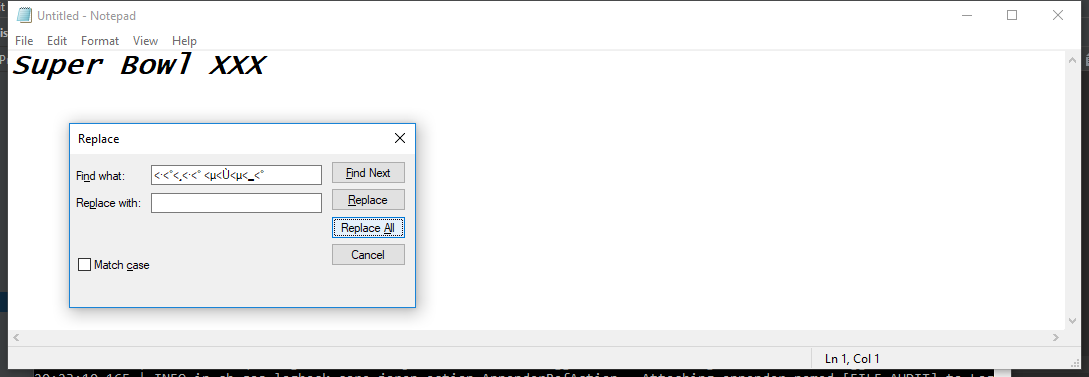 Untitled - Notepad
File Edit Format View Help
Super Bowl XXX
Replace
Find what: <·<°<¸<·<° <µ<Ù<µ<_<° Find Next
Replace with: Replace
Replace All
Cancel
Match case
Ln 1, Col 1